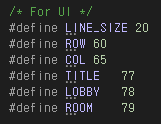 /* For UI */
#define LINE_SIZE 20
#define ROW 60
#define COL 65
#define TITLE    77
#define LOBBY    78
#define ROOM     79